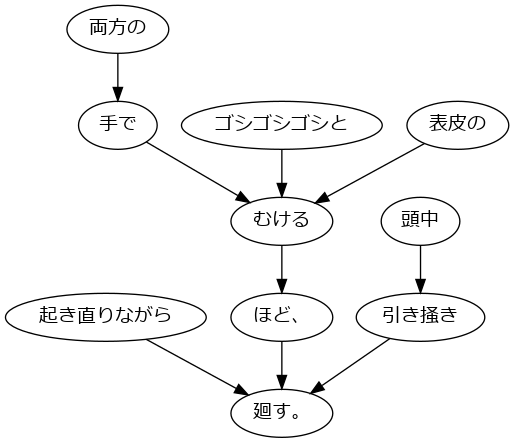 両方の
手で
ゴシゴシゴシと
表皮の
むける
頭中
起き直りながら
ほど、
引き掻き
廻す。